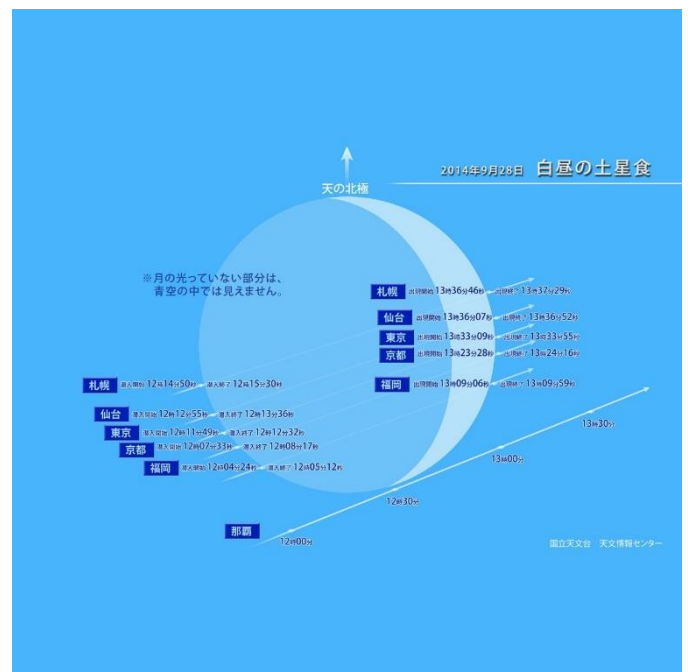 2014年9月28日 白昼の土星食
天の北極
※月の光っていない部分は、
青空の中では見えません。
札幌 出現開始 13時36分46秒 出現終了 13時37分29秒
仙台 出現開始 13時36分07秒 出現終了 13時36分52秒
東京 出現開始 13時33分09秒 出現終了 13時33分55秒
京都 出現開始 13時23分28秒 出現終了 13時24分16秒
福岡 出現開始 13時09分06秒 出現終了 13時09分59秒
札幌 潜入開始 12時14分50秒 潜入終了 12時15分30秒
仙台 潜入開始 12時12分55秒 潜入終了 12時13分36秒
東京 潜入開始 12時11分49秒 潜入終了 12時12分32秒
京都 潜入開始 12時07分33秒 潜入終了 12時08分17秒
福岡 潜入開始 12時04分24秒 潜入終了 12時05分12秒
13時30分
13時00分
12時30分
那覇
12時00分
国立天文台 天文情報センター